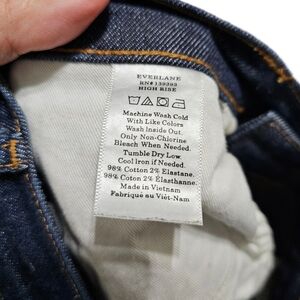 EVERLANE
RN# 139393
HIGH RISE
Machine Wash Cold
With Like Colors
Wash Inside Out.
Only Non-Chlorine
Bleach When Needed.
Tumble Dry Low.
Cool Iron if Needed.
98% Cotton 2% Elastane.
98% Coton 2% Élasthanne.
Made in Vietnam
Fabriqué au Viêt-Nam